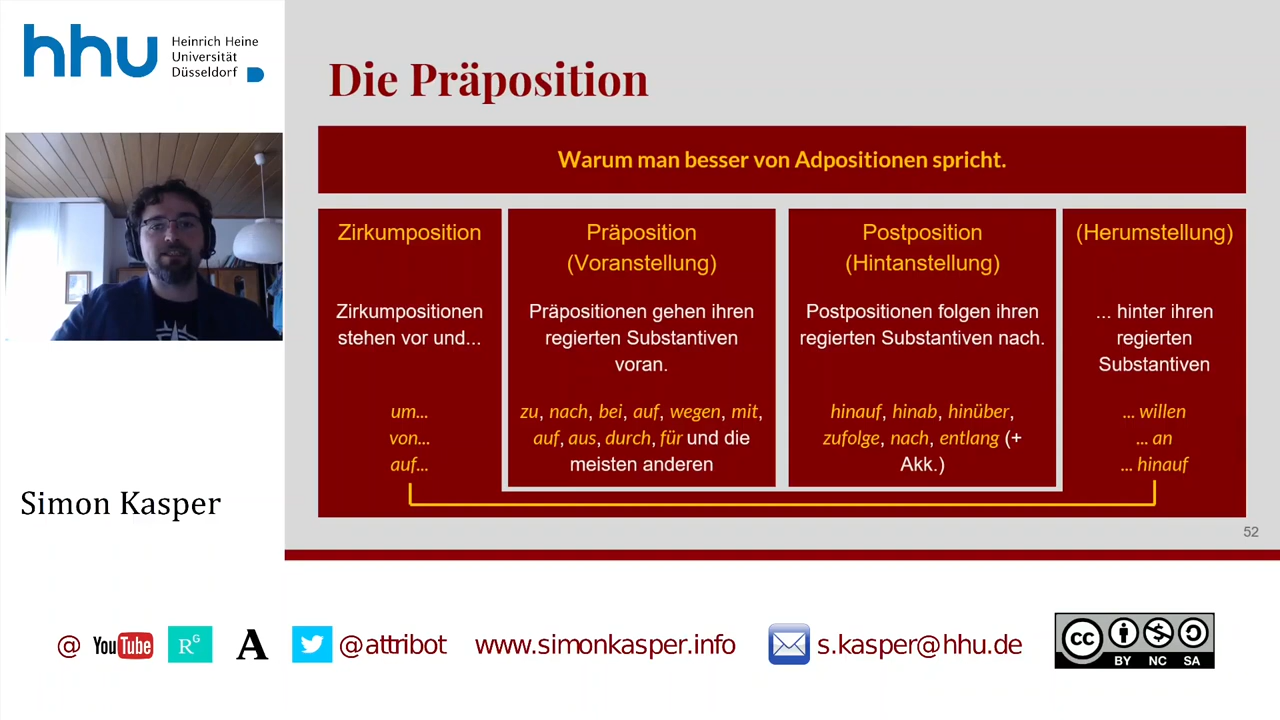 hhu
Heinrich Heine
Universität
Düsseldorf
Die Präposition
Warum man besser von Adpositionen spricht.
Zirkumposition
Zirkumpositionen
stehen vor und...
um...
von...
auf...
Präposition
(Voranstellung)
Präpositionen gehen ihren
regierten Substantiven
voran.
zu, nach, bei, auf, wegen, mit,
auf, aus, durch, für und die
meisten anderen
Postposition
(Hintanstellung)
Postpositionen folgen ihren
regierten Substantiven nach.
hinauf, hinab, hinüber,
zufolge, nach, entlang (+
Akk.)
(Herumstellung)
... hinter ihren
regierten
Substantiven
... willen
... an
... hinauf
52
Simon Kasper
@ YouTube RG A @attribot www.simonkasper.info s.kasper@hhu.de
cc
BY NC SA